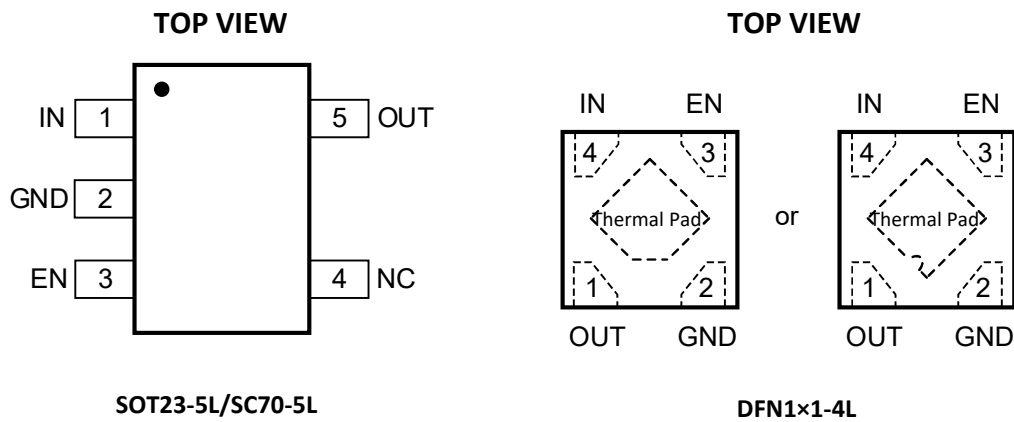 TOP VIEW
IN 1
5 OUT
GND 2
EN 3
4 NC
SOT23-5L/SC70-5L
TOP VIEW
IN EN
4 3
Thermal Pad
1 2
OUT GND
or
IN EN
4 3
Thermal Pad
1 2
OUT GND
DFN1×1-4L